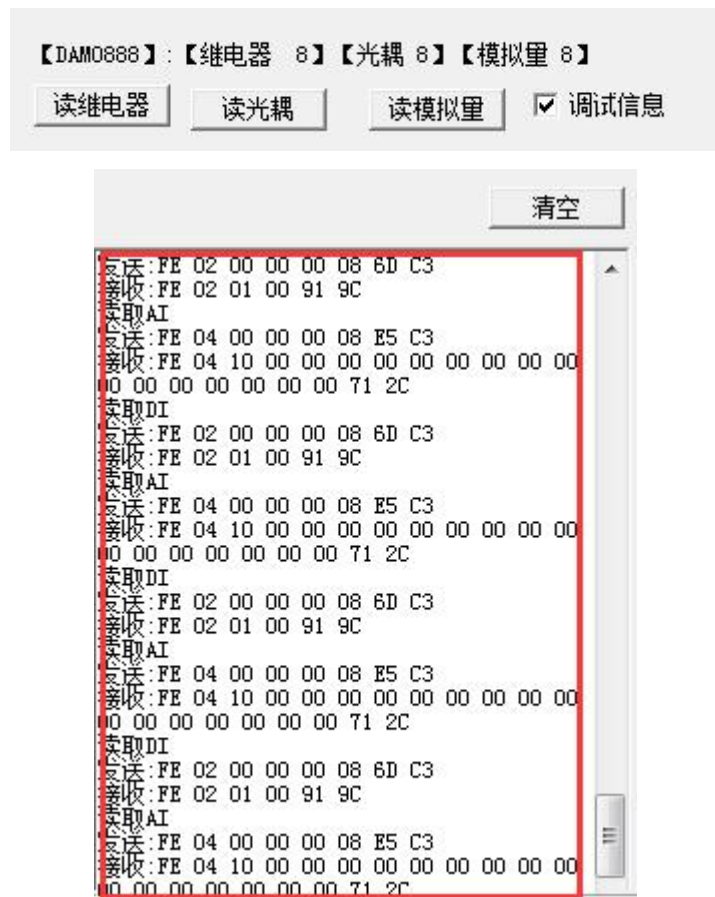 【DAM0888】:【继电器 8】【光耦 8】【模拟量 8】
读继电器 读光耦 读模拟量 调试信息
清空
发送:FE 02 00 00 00 08 6D C3
接收:FE 02 01 00 91 9C
读取AI
发送:FE 04 00 00 00 08 E5 C3
接收:FE 04 10 00 00 00 00 00 00 00 00 00
00 00 00 00 00 00 00 71 2C
读取DI
发送:FE 02 00 00 00 08 6D C3
接收:FE 02 01 00 91 9C
读取AI
发送:FE 04 00 00 00 08 E5 C3
接收:FE 04 10 00 00 00 00 00 00 00 00 00
00 00 00 00 00 00 00 71 2C
读取DI
发送:FE 02 00 00 00 08 6D C3
接收:FE 02 01 00 91 9C
读取AI
发送:FE 04 00 00 00 08 E5 C3
接收:FE 04 10 00 00 00 00 00 00 00 00 00
00 00 00 00 00 00 00 71 2C
读取DI
发送:FE 02 00 00 00 08 6D C3
接收:FE 02 01 00 91 9C
读取AI
发送:FE 04 00 00 00 08 E5 C3
接收:FE 04 10 00 00 00 00 00 00 00 00 00
00 00 00 00 00 00 00 71 2C